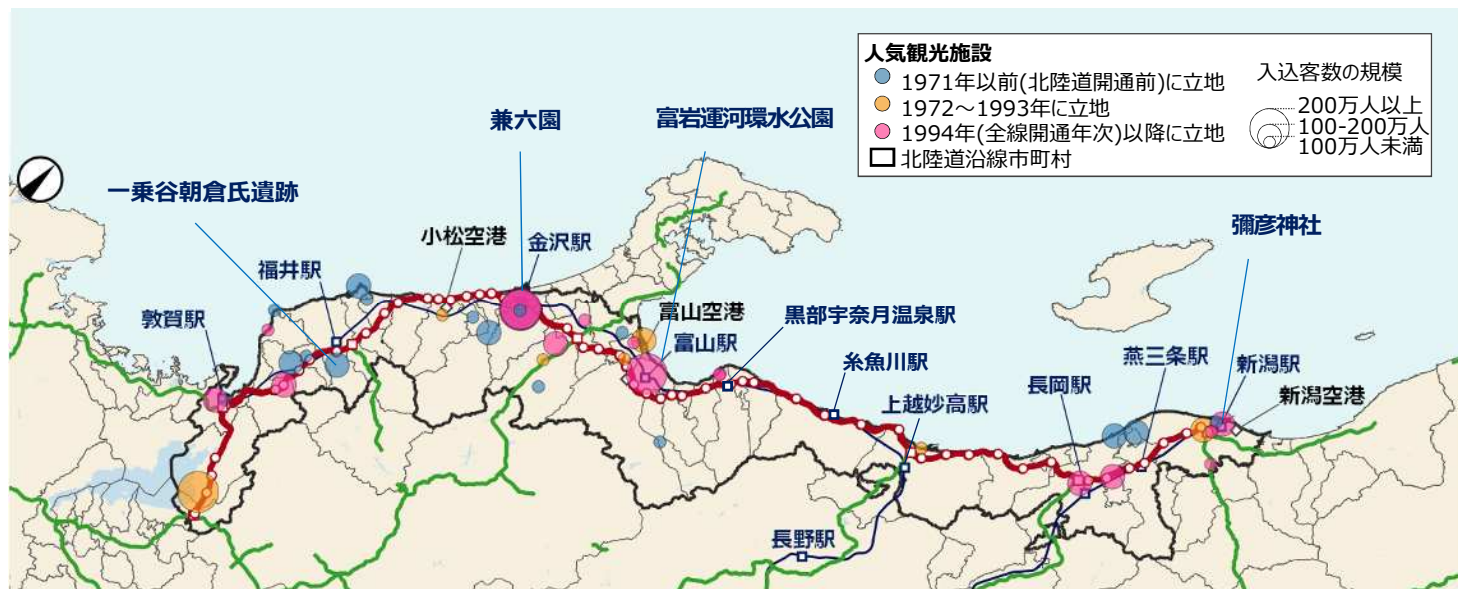 人気観光施設
1971年以前(北陸道開通前)に立地
1972～1993年に立地
1994年(全線開通年次)以降に立地
北陸道沿線市町村
入込客数の規模
200万人以上
100-200万人
100万人未満
兼六園
富岩運河環水公園
一乗谷朝倉氏遺跡
彌彦神社
小松空港
金沢駅
福井駅
敦賀駅
富山空港
富山駅
黒部宇奈月温泉駅
糸魚川駅
上越妙高駅
長野駅
長岡駅
燕三条駅
新潟駅
新潟空港